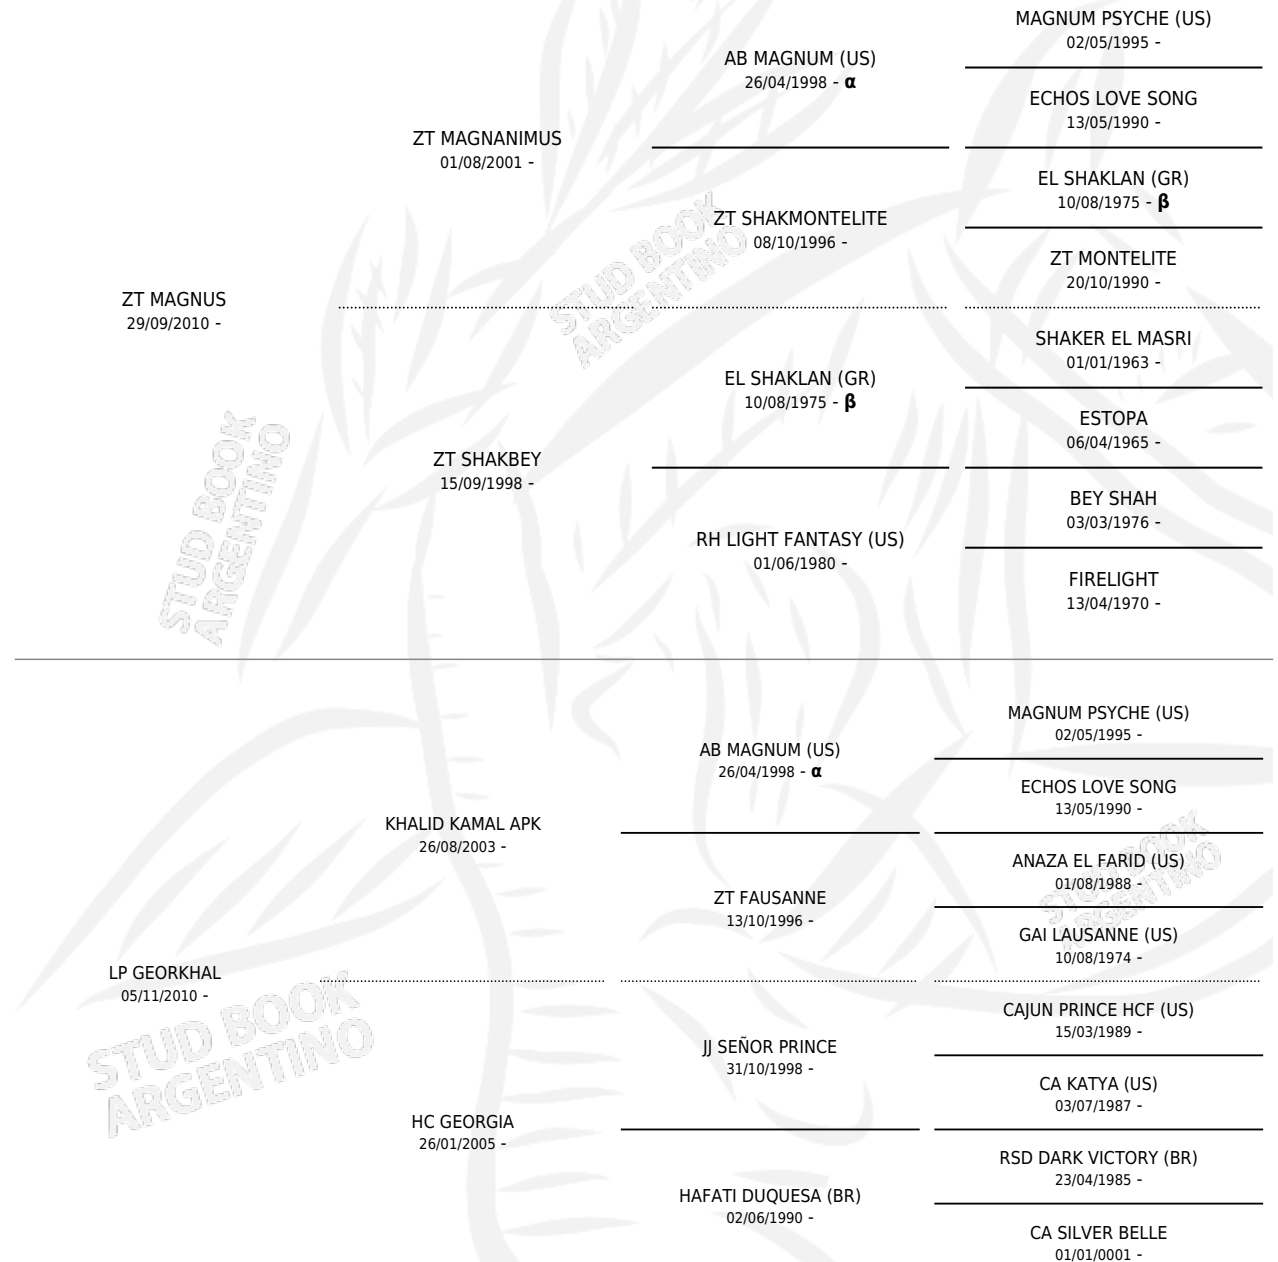 MAGNUM PSYCHE (US)
02/05/1995 -
AB MAGNUM (US)
26/04/1998 - α
ECHOS LOVE SONG
13/05/1990 -
ZT MAGNANIMUS
01/08/2001 -
EL SHAKLAN (GR)
10/08/1975 - β
ZT SHAKMONTELITE
08/10/1996 -
ZT MONTELITE
20/10/1990 -
ZT MAGNUS
29/09/2010 -
SHAKER EL MASRI
01/01/1963 -
EL SHAKLAN (GR)
10/08/1975 - β
ESTOPA
06/04/1965 -
ZT SHAKBEY
15/09/1998 -
BEY SHAH
03/03/1976 -
RH LIGHT FANTASY (US)
01/06/1980 -
FIRELIGHT
13/04/1970 -
STUD BOOK
ARGENTINO
STUD BOOK
ARGENTINO
MAGNUM PSYCHE (US)
02/05/1995 -
AB MAGNUM (US)
26/04/1998 - α
ECHOS LOVE SONG
13/05/1990 -
KHALID KAMAL APK
26/08/2003 -
ANAZA EL FARID (US)
01/08/1988 -
ZT FAUSANNE
13/10/1996 -
GAI LAUSANNE (US)
10/08/1974 -
LP GEORKHAL
05/11/2010 -
CAJUN PRINCE HCF (US)
15/03/1989 -
JJ SEÑOR PRINCE
31/10/1998 -
CA KATYA (US)
03/07/1987 -
HC GEORGIA
26/01/2005 -
RSD DARK VICTORY (BR)
23/04/1985 -
HAFATI DUQUESA (BR)
02/06/1990 -
CA SILVER BELLE
01/01/0001 -
STUD BOOK
ARGENTINO
STUD BOOK
ARGENTINO